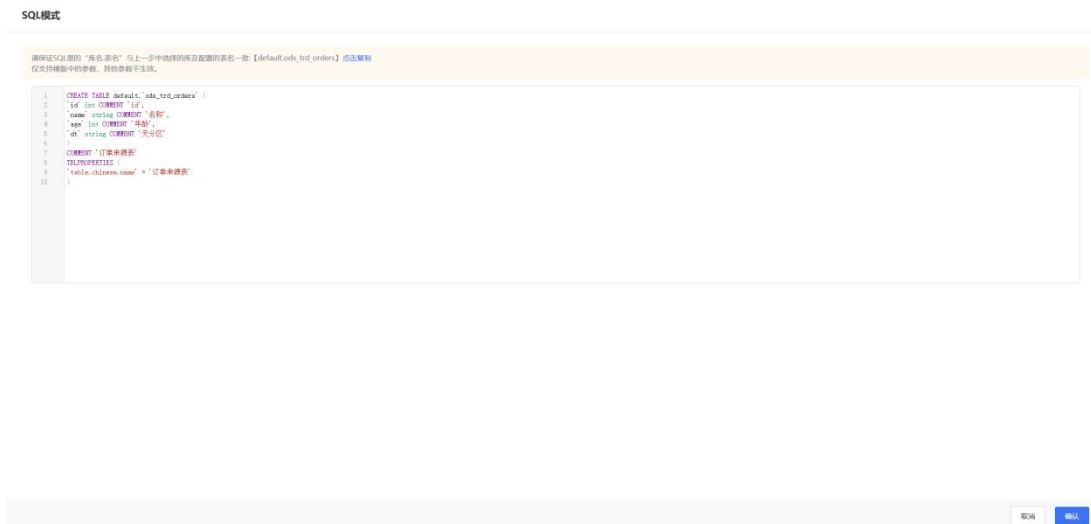 SQL模式
请保证SQL里的“库名.表名”与上一步中选择的库及配置的表名一致:【default.ods_trd_orders】点击复制
仅支持模版中的参数，其他参数不生效。
1 CREATE TABLE default.`ods_trd_orders` (
2 `id` int COMMENT 'id',
3 `name` string COMMENT '名称',
4 `age` int COMMENT '年龄',
5 `dt` string COMMENT '天分区'
6 )
7 COMMENT '订单来源表'
8 TBLPROPERTIES (
9 'table.chinese.name' = '订单来源表'
10 )
取消
确认